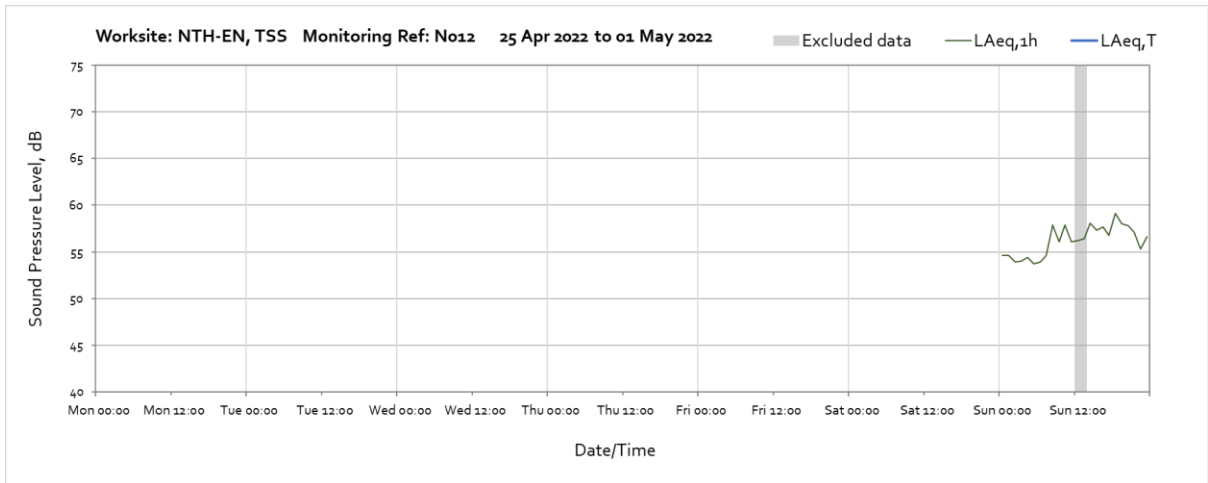 Worksite: NTH-EN, TSS Monitoring Ref: N012 25 Apr 2022 to 01 May 2022
Excluded data LAeq,1h LAeq,T
75
70
65
60
55
50
45
40
Sound Pressure Level, dB
Mon 00:00 Mon 12:00 Tue 00:00 Tue 12:00 Wed 00:00 Wed 12:00 Thu 00:00 Thu 12:00 Fri 00:00 Fri 12:00 Sat 00:00 Sat 12:00 Sun 00:00 Sun 12:00
Date/Time